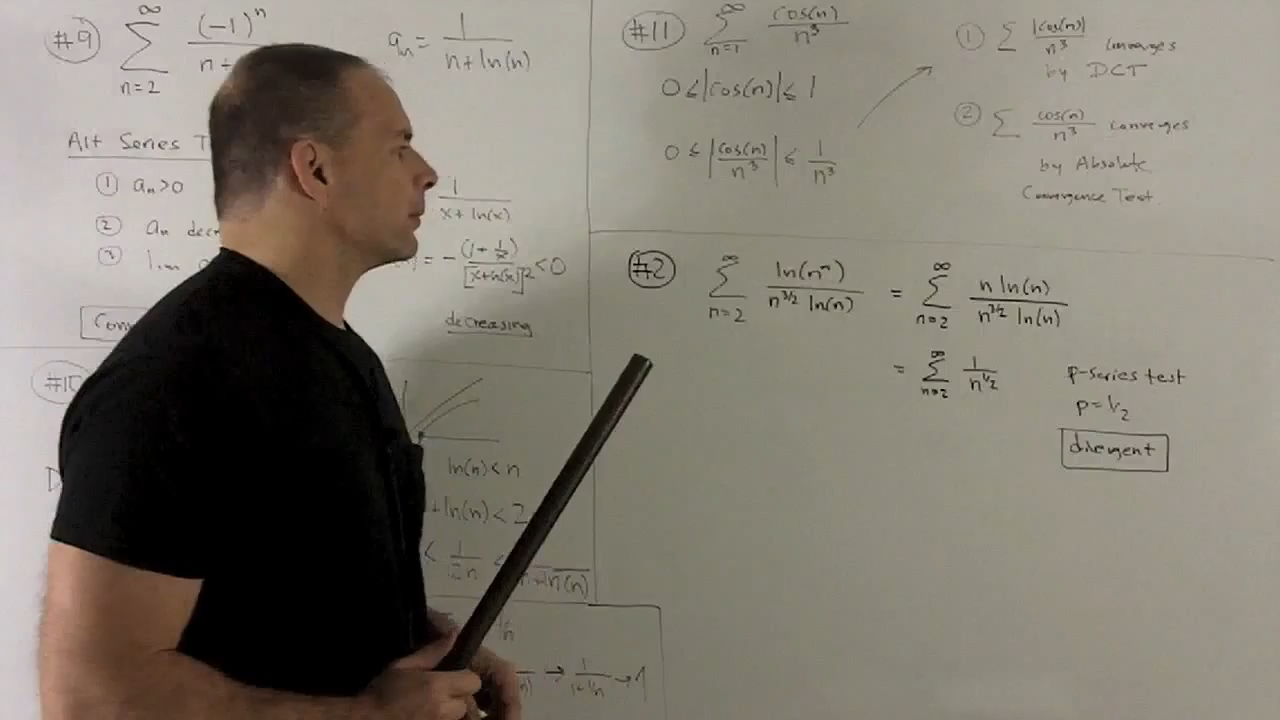 #9 ∑ n=2 ∞ (-1)^n / n+
aₙ = 1 / n+ln(n)
Alt Series T
① aₙ>0
② aₙ decr
③ lim
1 / x+ln(x)
= - (1+1/x) / [x+ln(x)]² <0
decreasing
Conv
#10
ln(n) < n
+ln(n) < 2
< 1/2n < n+ln(n)
→ 1 / 1+1/n → 1
#11 ∑ n=1 ∞ cos(n) / n³
0 ≤ |cos(n)| ≤ 1
0 ≤ |cos(n) / n³| ≤ 1 / n³
① ∑ |cos(n)| / n³ converges
by DCT
② ∑ cos(n) / n³ converges
by Absolute
Convergence Test.
#2 ∑ n=2 ∞ ln(nⁿ) / n^{3/2} ln(n) = ∑ n=2 ∞ n ln(n) / n^{3/2} ln(n)
= ∑ n=2 ∞ 1 / n^{1/2}
p-series test
p=1/2
divergent